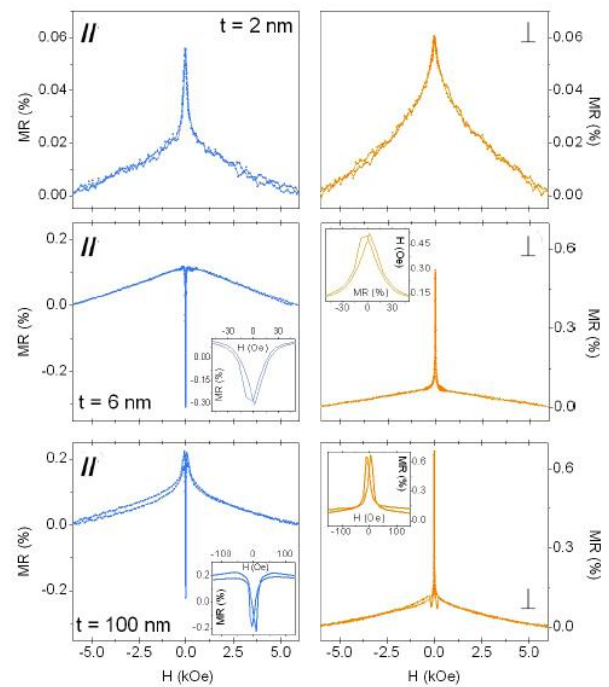 // t = 2 nm
MR (%)
0.06
0.04
0.02
0.00
⊥
0.06
0.04
0.02
0.00
MR (%)
//
MR (%)
0.2
0.0
-0.2
t = 6 nm
-30 0 30
H (Oe)
MR (%)
0.00
-0.15
-0.30
⊥
H (Oe)
0.45
0.30
0.15
MR (%)
-30 0 30
0.6
0.3
0.0
MR (%)
//
MR (%)
0.2
0.0
-0.2
t = 100 nm
-100 0 100
H (Oe)
MR (%)
0.2
0.0
-0.2
-5.0 -2.5 0.0 2.5 5.0
H (kOe)
MR (%)
0.6
0.3
0.0
H (Oe)
-100 0 100
⊥
0.6
0.3
0.0
MR (%)
-5.0 -2.5 0.0 2.5 5.0
H (kOe)